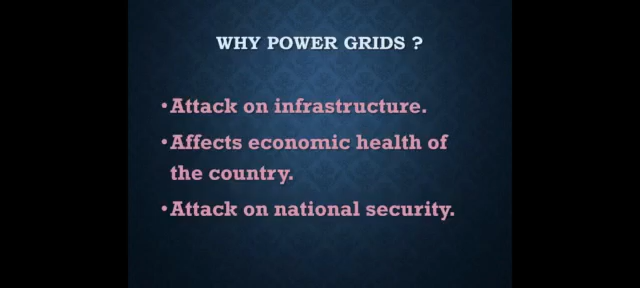 WHY POWER GRIDS ?
•Attack on infrastructure.
•Affects economic health of
the country.
•Attack on national security.